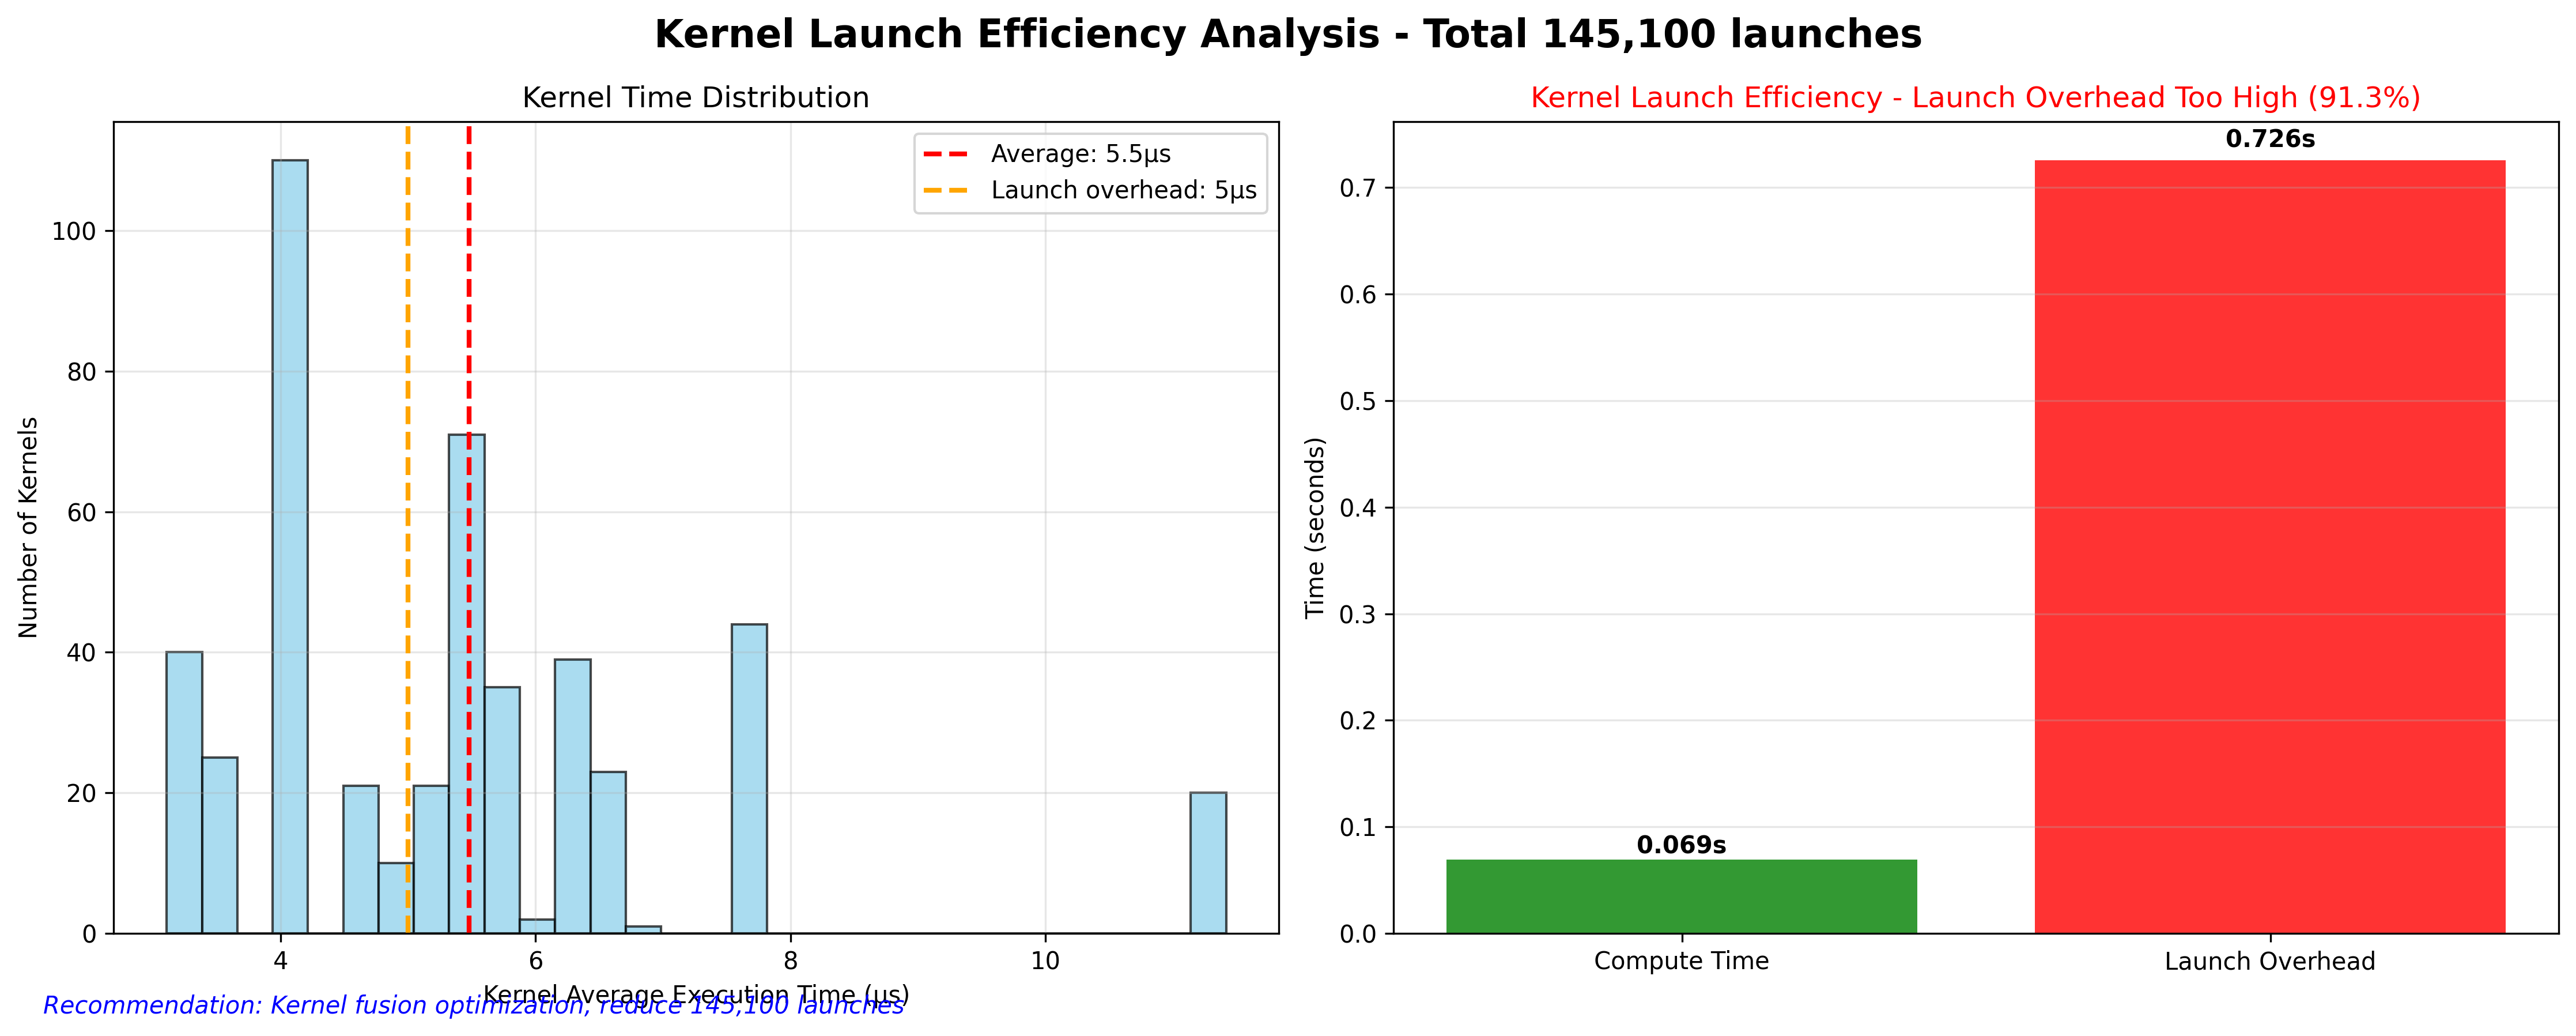 Kernel Launch Efficiency Analysis - Total 145,100 launches
Kernel Time Distribution
Number of Kernels
100
80
60
40
20
0
Average: 5.5µs
Launch overhead: 5µs
4
6
8
10
Kernel Average Execution Time (µs)
Recommendation: Kernel fusion optimization, reduce 145,100 launches
Kernel Launch Efficiency - Launch Overhead Too High (91.3%)
Time (seconds)
0.7
0.6
0.5
0.4
0.3
0.2
0.1
0.0
0.726s
0.069s
Compute Time
Launch Overhead